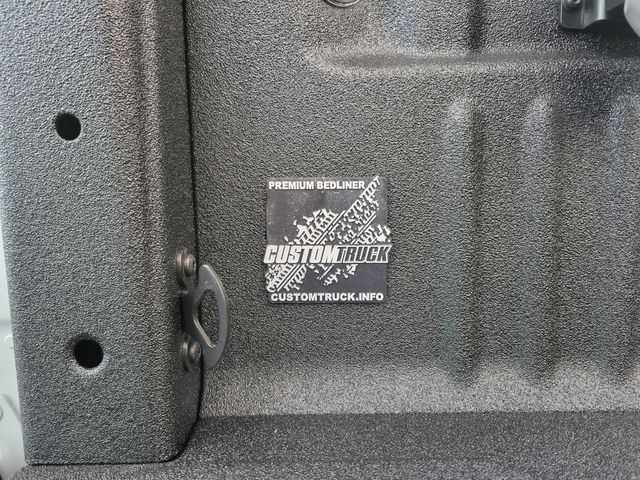 PREMIUM BEDLINER
CUSTOMTRUCK
CUSTOMTRUCK.INFO